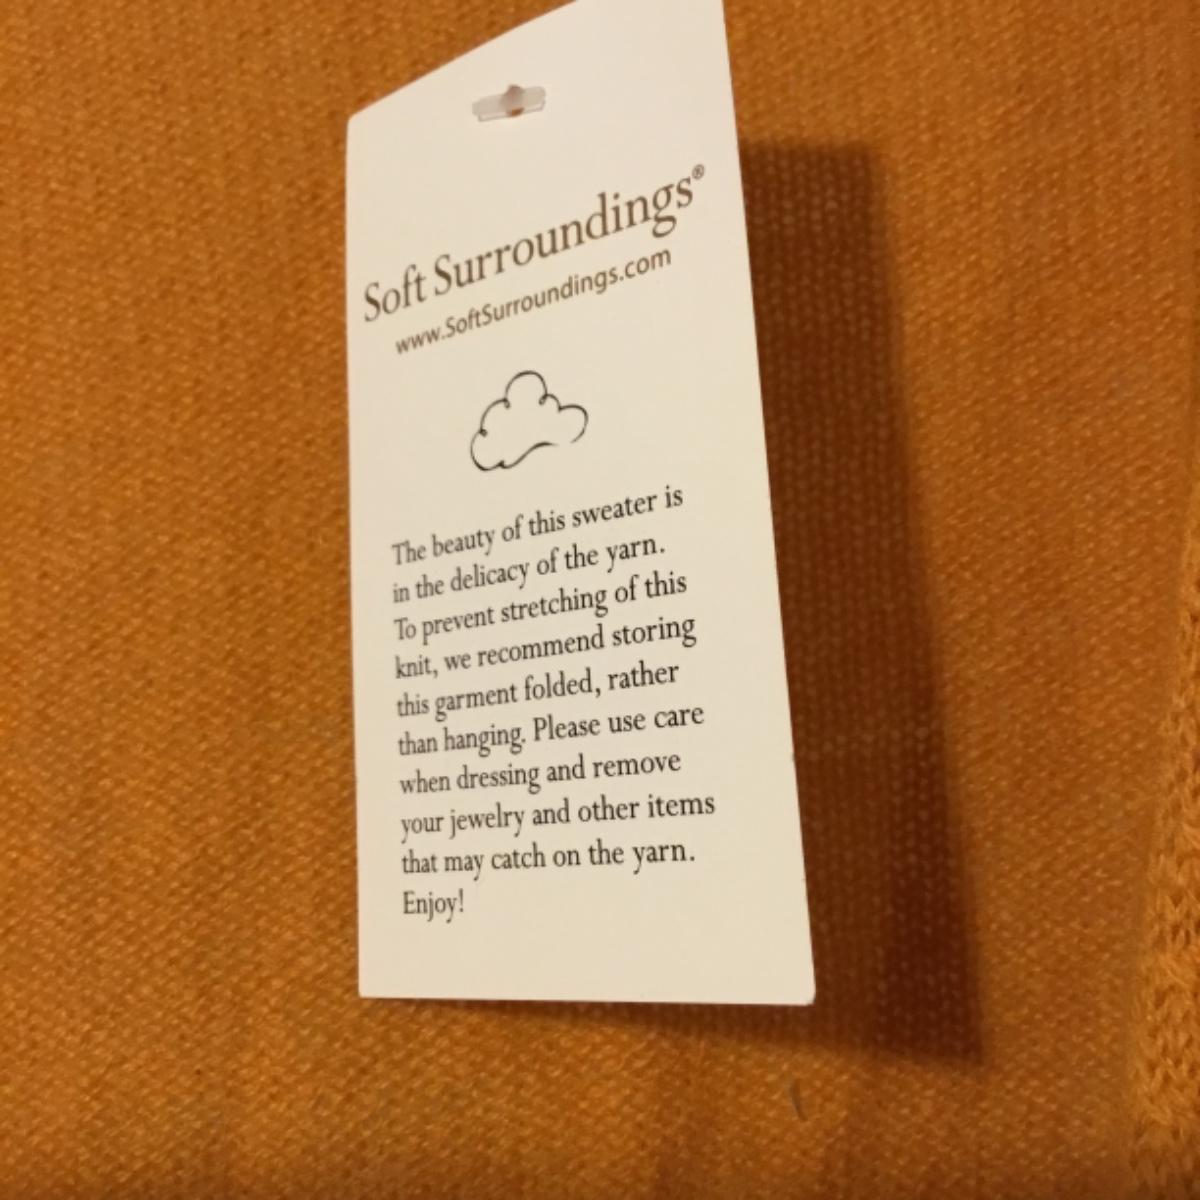 Soft Surroundings®
www.SoftSurroundings.com
The beauty of this sweater is
in the delicacy of the yarn.
To prevent stretching of this
knit, we recommend storing
this garment folded, rather
than hanging. Please use care
when dressing and remove
your jewelry and other items
that may catch on the yarn.
Enjoy!